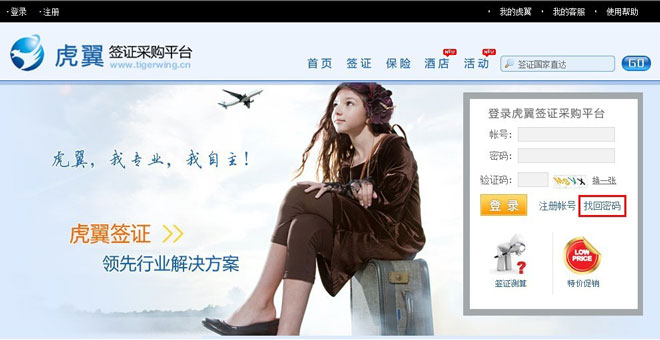 ·登录 ·注册 · 我的虎翼 · 我的客服 · 使用帮助
虎翼 签证采购平台
www.tigerwing.cn
首页 签证 保险 酒店 NEW 活动 NEW 签证国家直达 GO
虎翼，我专业，我自主！
虎翼签证
领先行业解决方案
登录虎翼签证采购平台
帐号：
密码：
验证码： 换一张
登 录 注册帐号 找回密码
LOW PRICE
签证测算 特价促销